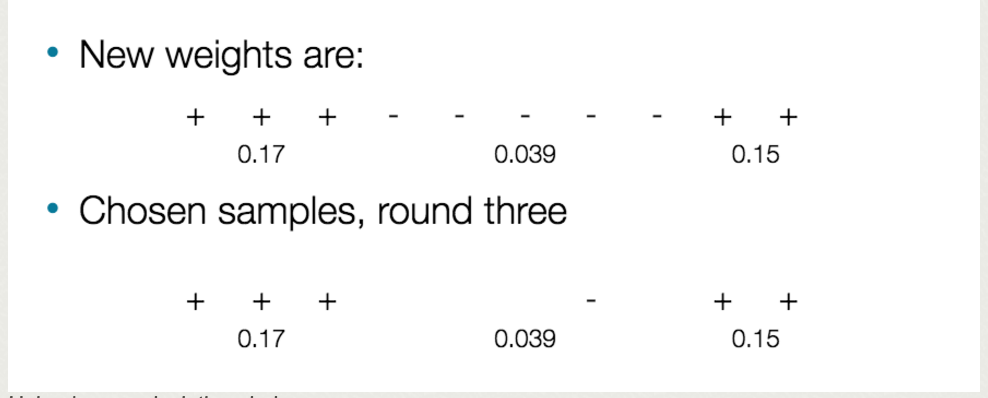 • New weights are:
+ + + - - - - - + +
0.17 0.039 0.15
• Chosen samples, round three
+ + + - + +
0.17 0.039 0.15